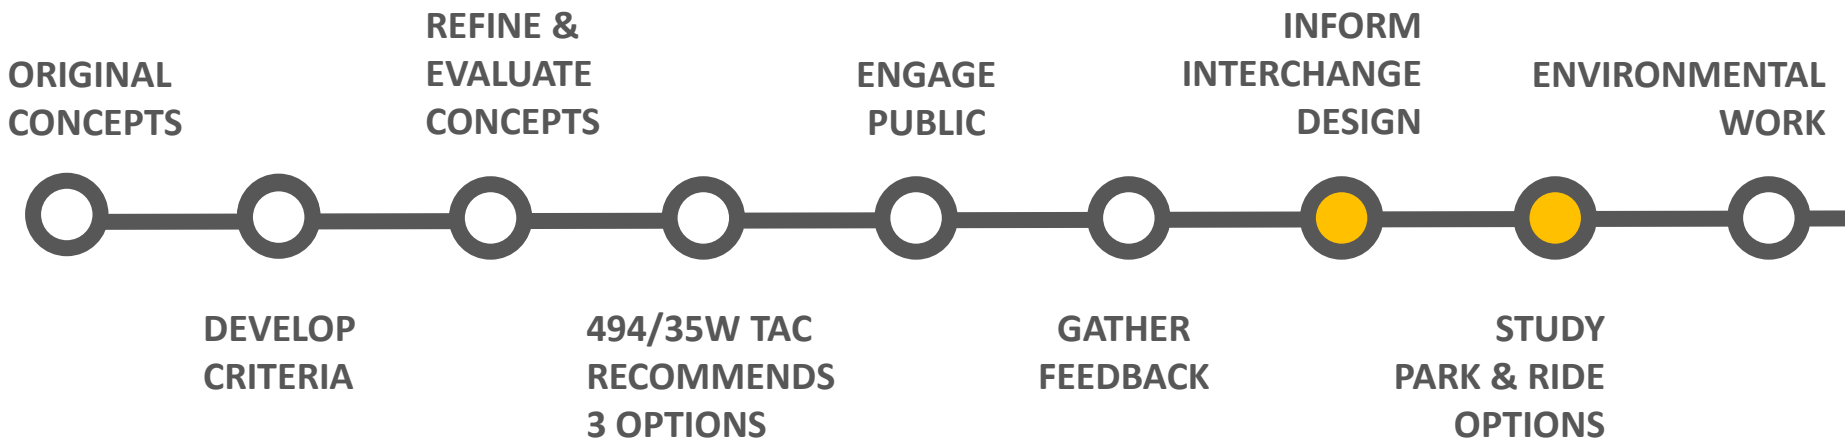 ORIGINAL
CONCEPTS
DEVELOP
CRITERIA
REFINE &
EVALUATE
CONCEPTS
494/35W TAC
RECOMMENDS
3 OPTIONS
ENGAGE
PUBLIC
GATHER
FEEDBACK
INFORM
INTERCHANGE
DESIGN
STUDY
PARK & RIDE
OPTIONS
ENVIRONMENTAL
WORK